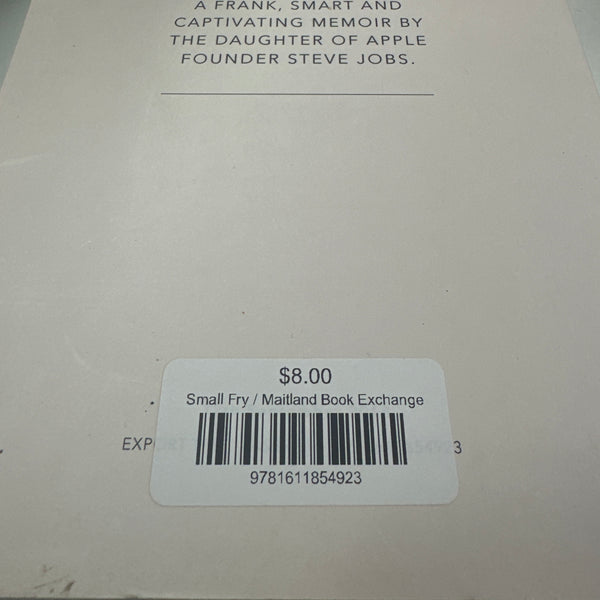 A FRANK, SMART AND
CAPTIVATING MEMOIR BY
THE DAUGHTER OF APPLE
FOUNDER STEVE JOBS.
$8.00
Small Fry / Maitland Book Exchange
EXPORT
9781611854923